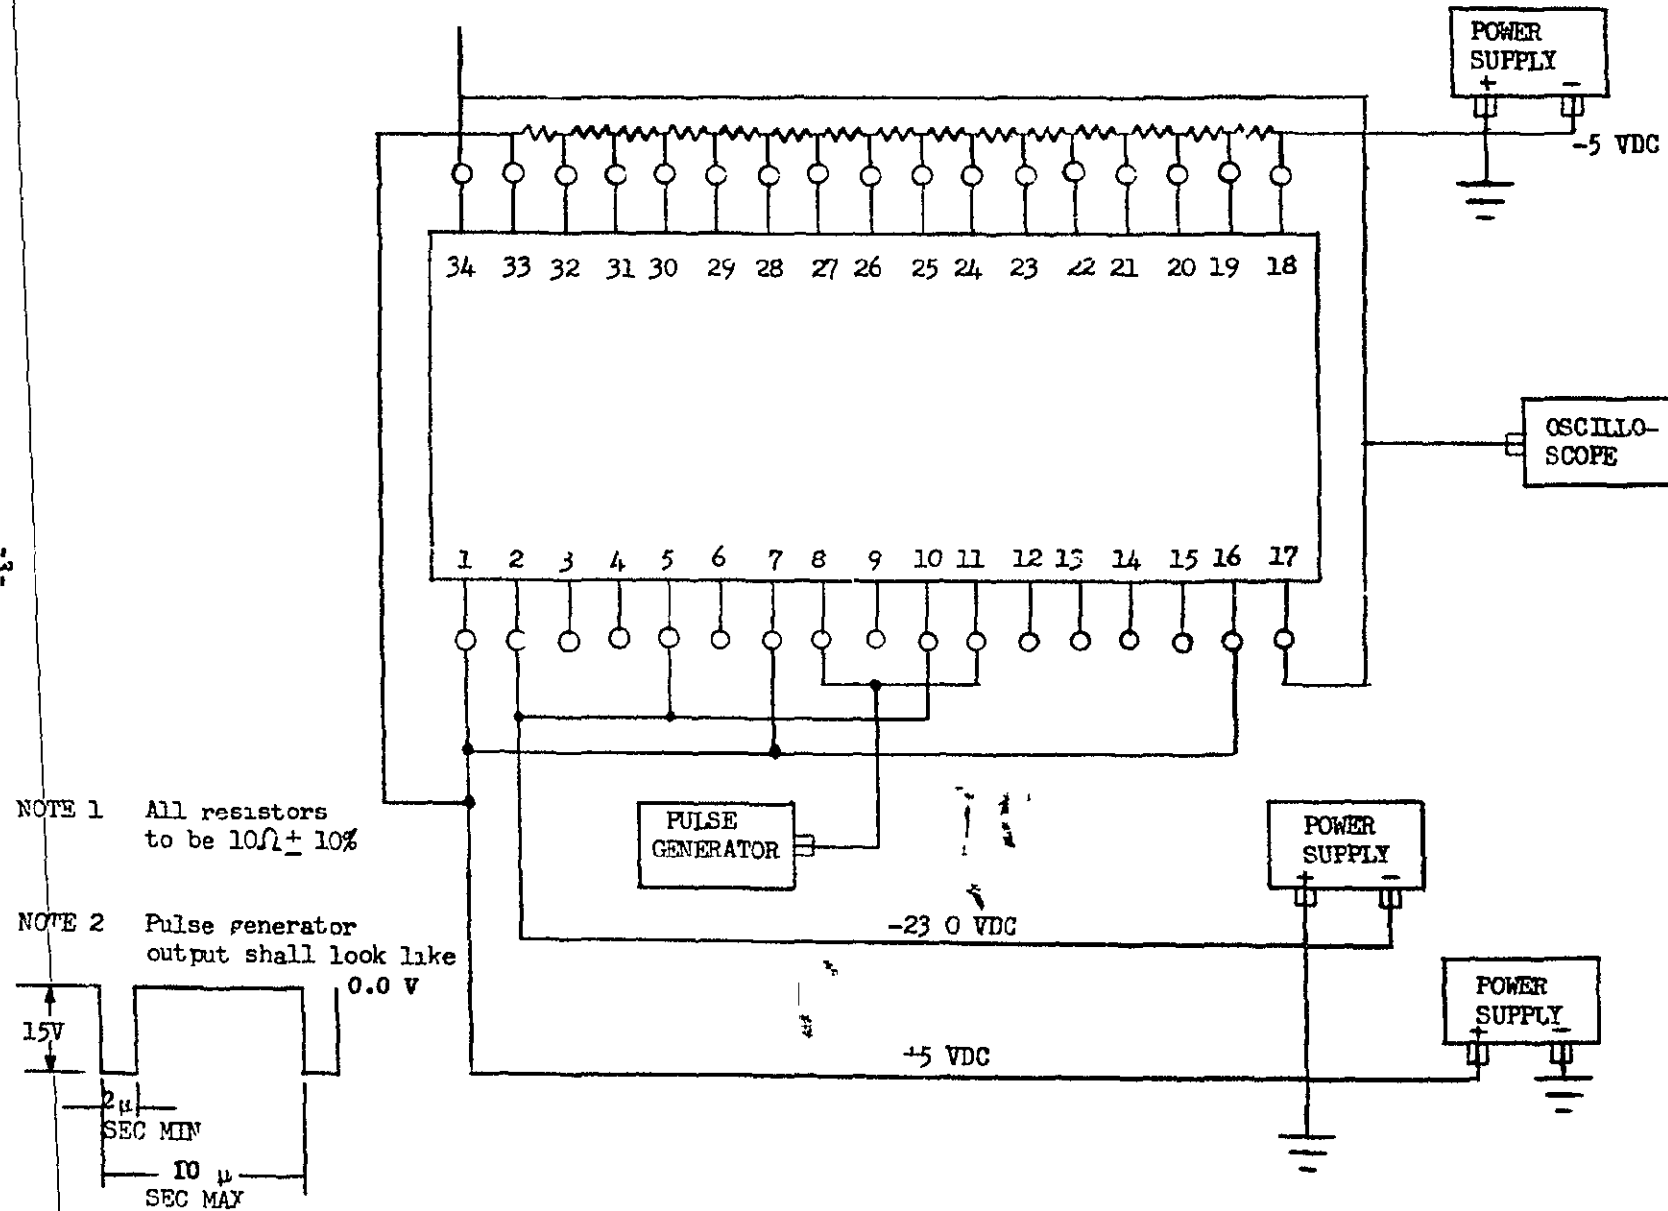 POWER
SUPPLY
+ -
-5 VDC
34 33 32 31 30 29 28 27 26 25 24 23 22 21 20 19 18
OSCILLO-
SCOPE
1 2 3 4 5 6 7 8 9 10 11 12 13 14 15 16 17
-3-
NOTE 1 All resistors
to be 10Ω ± 10%
PULSE
GENERATOR
POWER
SUPPLY
+ -
NOTE 2 Pulse generator
output shall look like
-23 0 VDC
0.0 V
15V
POWER
SUPPLY
+ -
+5 VDC
2 μ
SEC MIN
10 μ
SEC MAX